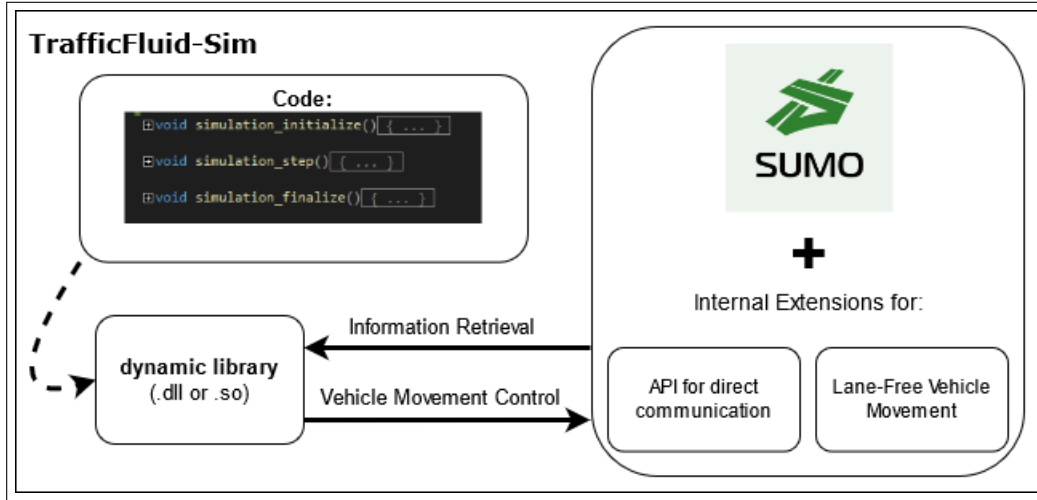 TrafficFluid-Sim
Code:
void simulation_initialize() { ... }
void simulation_step() { ... }
void simulation_finalize() { ... }
SUMO
+
Internal Extensions for:
Information Retrieval
dynamic library
(.dll or .so)
Vehicle Movement Control
API for direct
communication
Lane-Free Vehicle
Movement